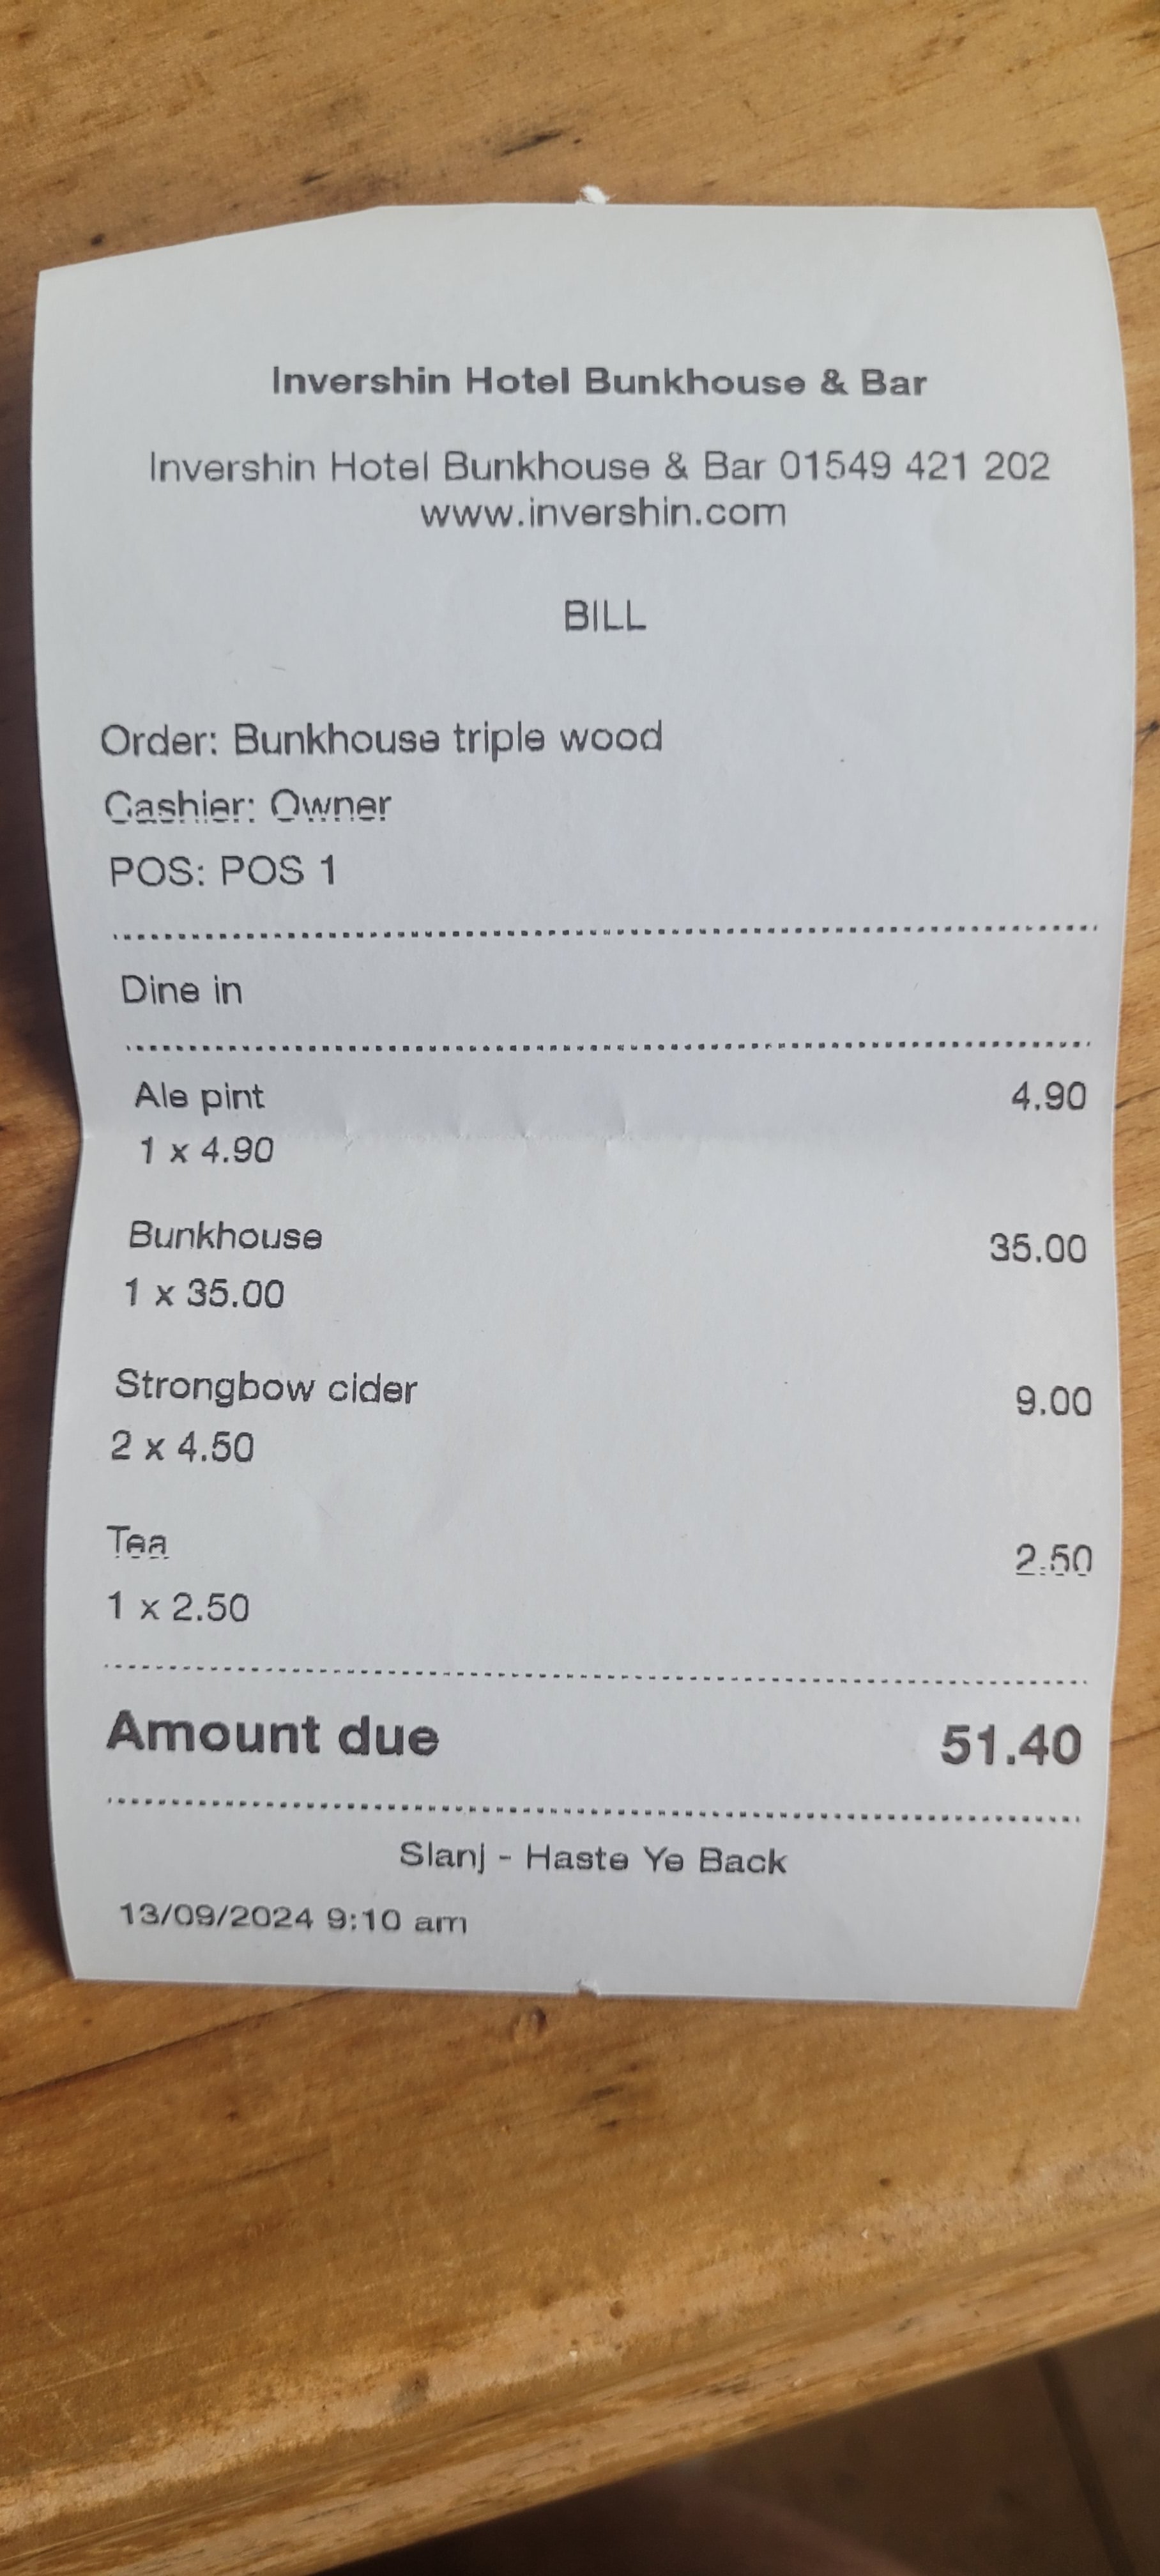 Invershin Hotel Bunkhouse & Bar
Invershin Hotel Bunkhouse & Bar 01549 421 202
www.invershin.com
BILL
Order: Bunkhouse triple wood
Cashier: Owner
POS: POS 1
Dine in
Ale pint 4.90
1 x 4.90
Bunkhouse 35.00
1 x 35.00
Strongbow cider 9.00
2 x 4.50
Tea 2.50
1 x 2.50
Amount due 51.40
Slanj - Haste Ye Back
13/09/2024 9:10 am